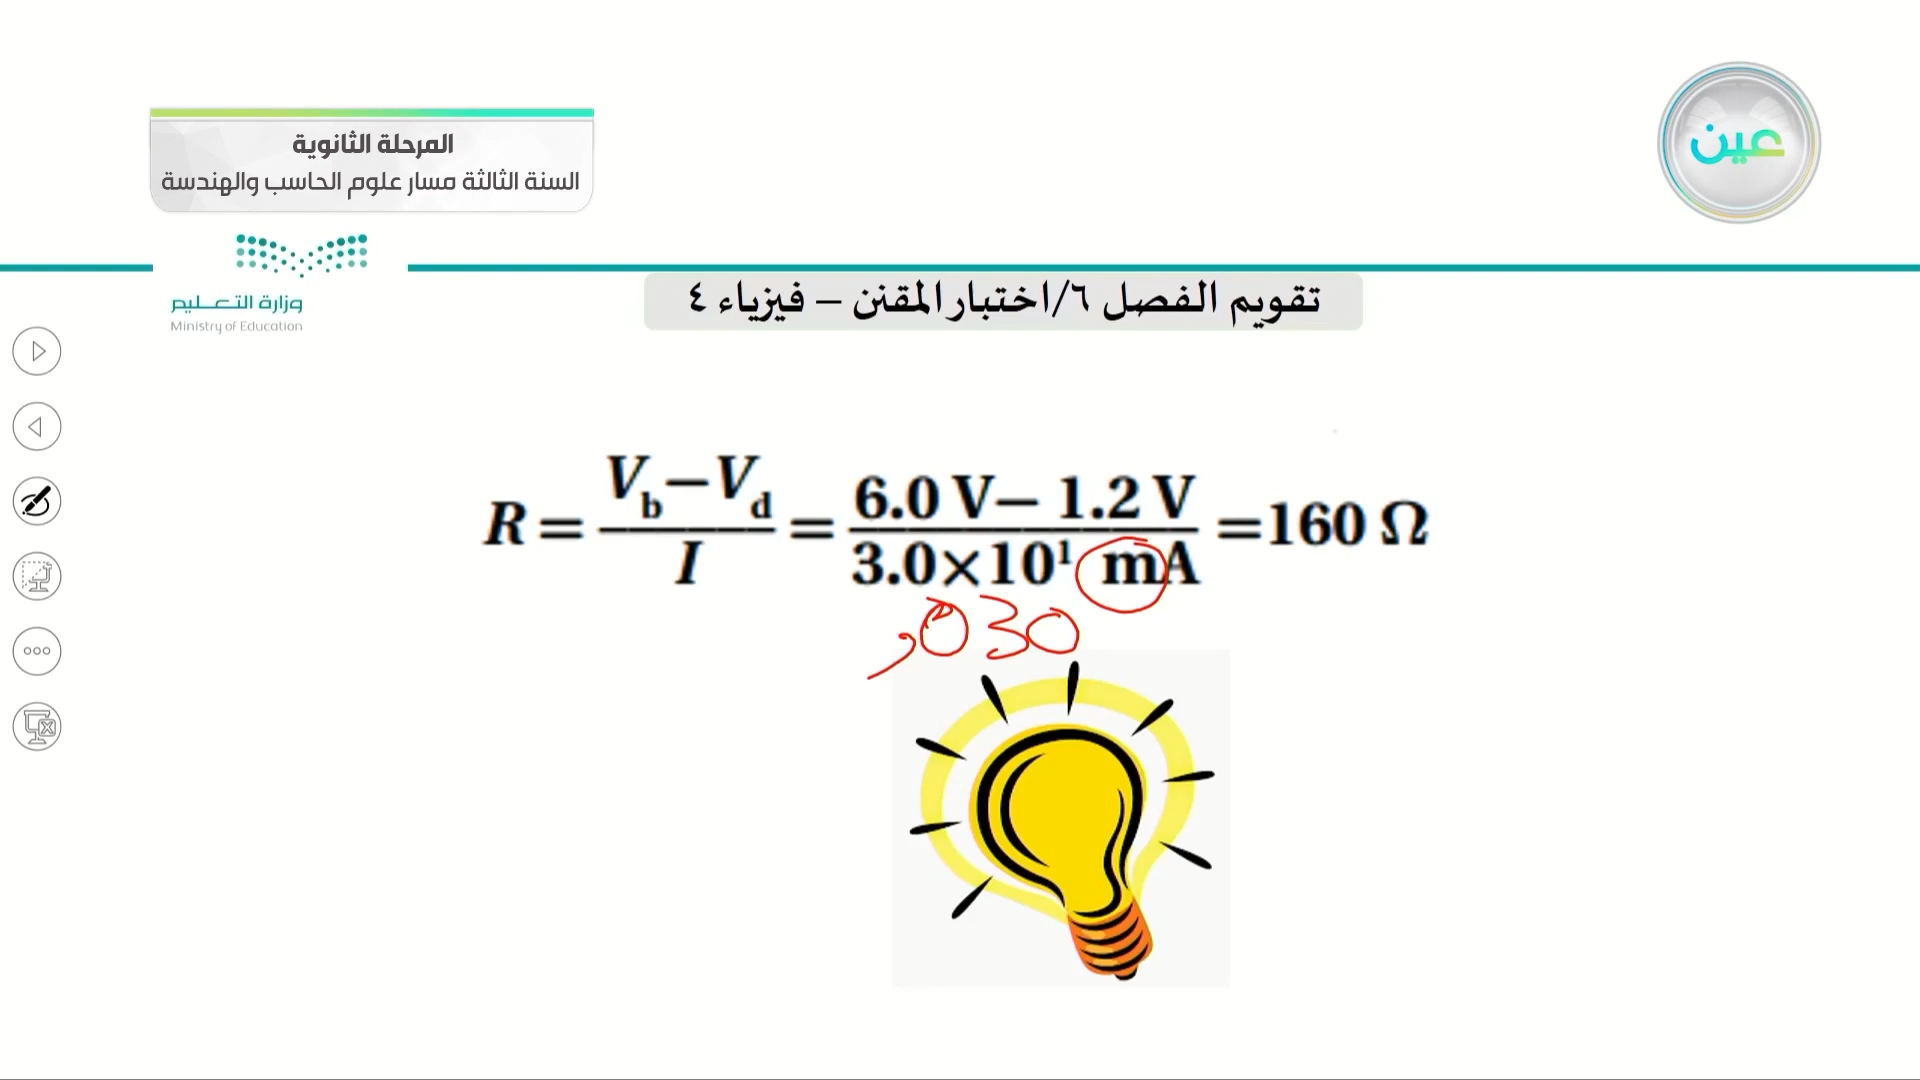 المرحلة الثانوية
السنة الثالثة مسار علوم الحاسب والهندسة
عين
وزارة التعليم
Ministry of Education
تقويم الفصل ٦/اختبار المقنن – فيزياء ٤
R = (V_b − V_d) / I = (6.0 V − 1.2 V) / (3.0×10¹ mA) = 160 Ω
,030